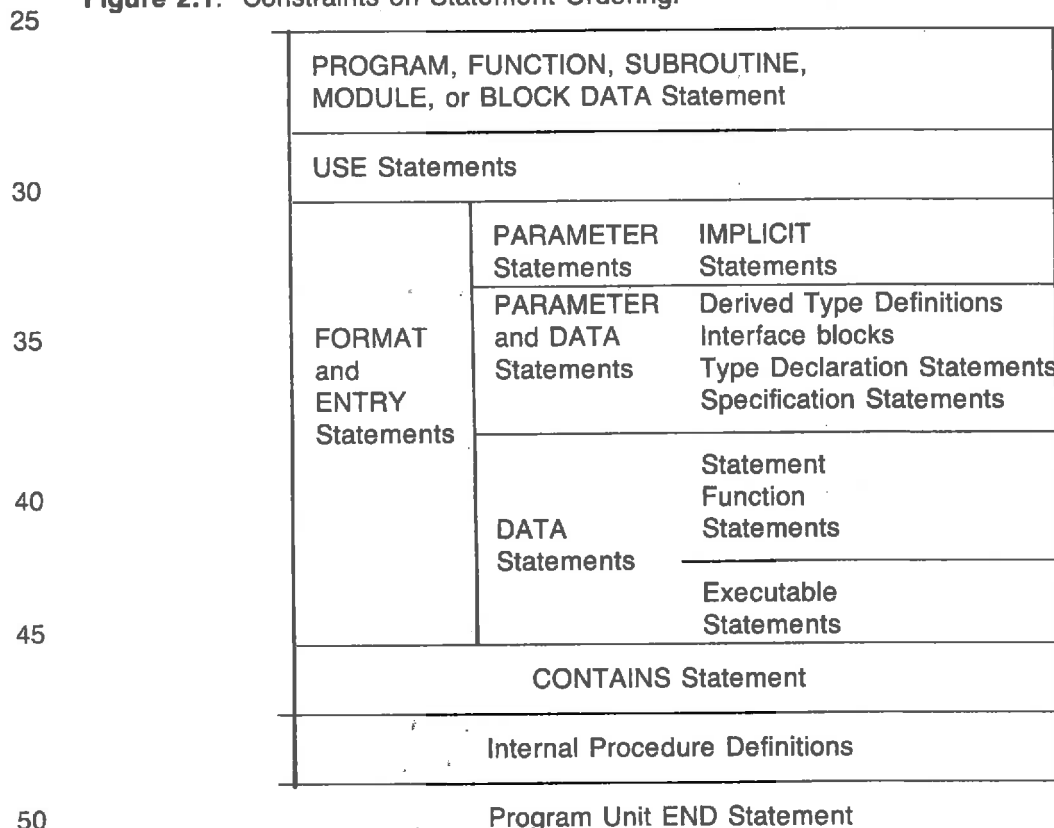 Figure 2.1. Constraints on Statement Ordering.
25
PROGRAM, FUNCTION, SUBROUTINE,
MODULE, or BLOCK DATA Statement
USE Statements
30
PARAMETER IMPLICIT
Statements Statements
PARAMETER Derived Type Definitions
35 FORMAT and DATA Interface blocks
and Statements Type Declaration Statements
ENTRY Specification Statements
Statements
Statement
40 Function
DATA Statements
Statements
Executable
45 Statements
CONTAINS Statement
Internal Procedure Definitions
50 Program Unit END Statement